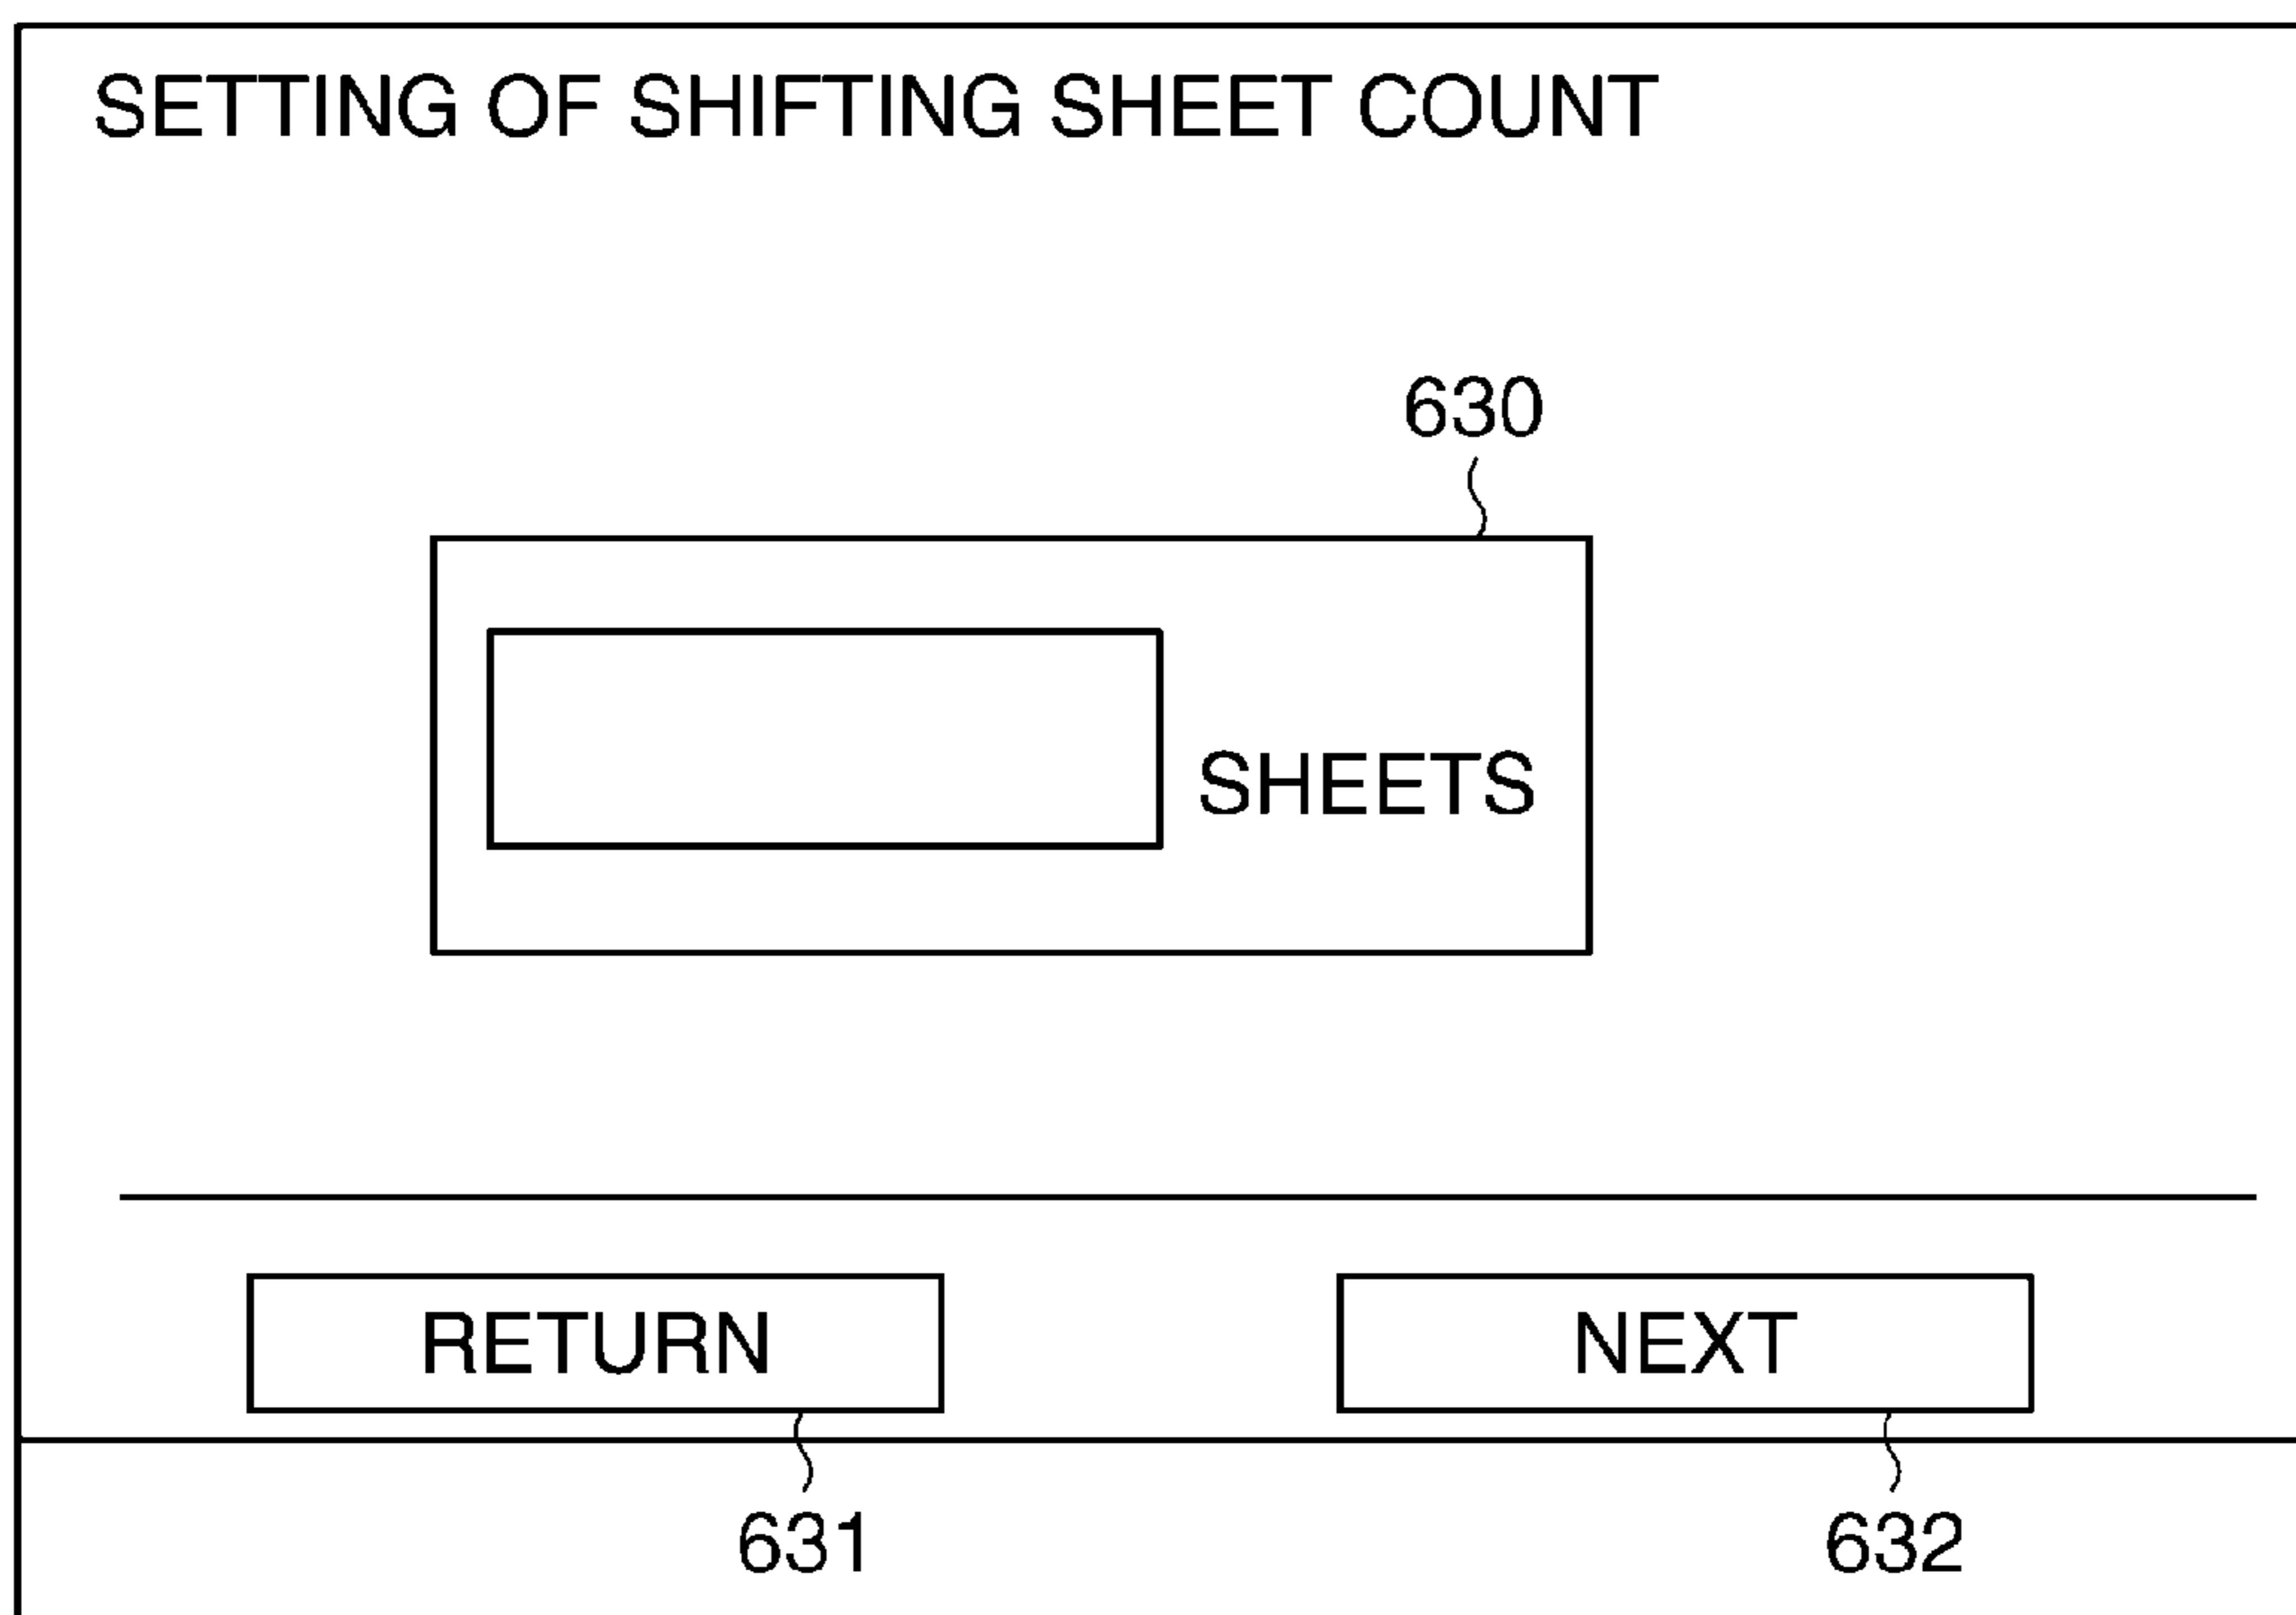 SETTING OF SHIFTING SHEET COUNT
630
SHEETS
RETURN NEXT
631 632